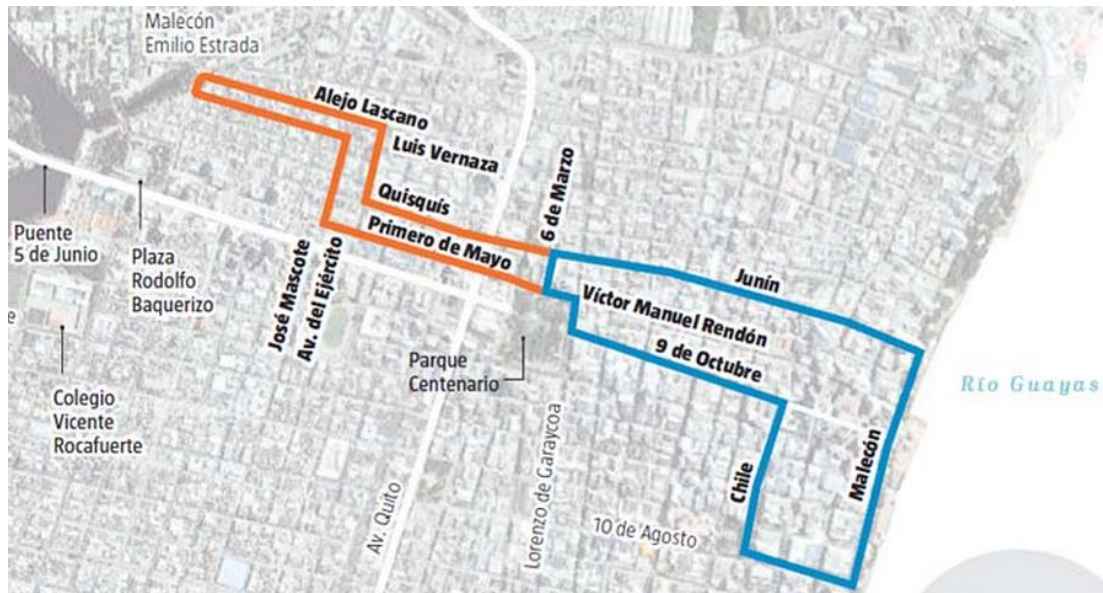 Malecón
Emilio Estrada
Alejo Lascano
Luis Vernaza
Quisquís
Primero de Mayo
6 de Marzo
Junín
Víctor Manuel Rendón
9 de Octubre
Puente
5 de Junio
Plaza
Rodolfo
Baquerizo
José Mascote
Av. del Ejército
Parque
Centenario
Colegio
Vicente
Rocafuerte
Río Guayas
Chile
Malecón
Av. Quito
Lorenzo de Garaycoa
10 de Agosto
e